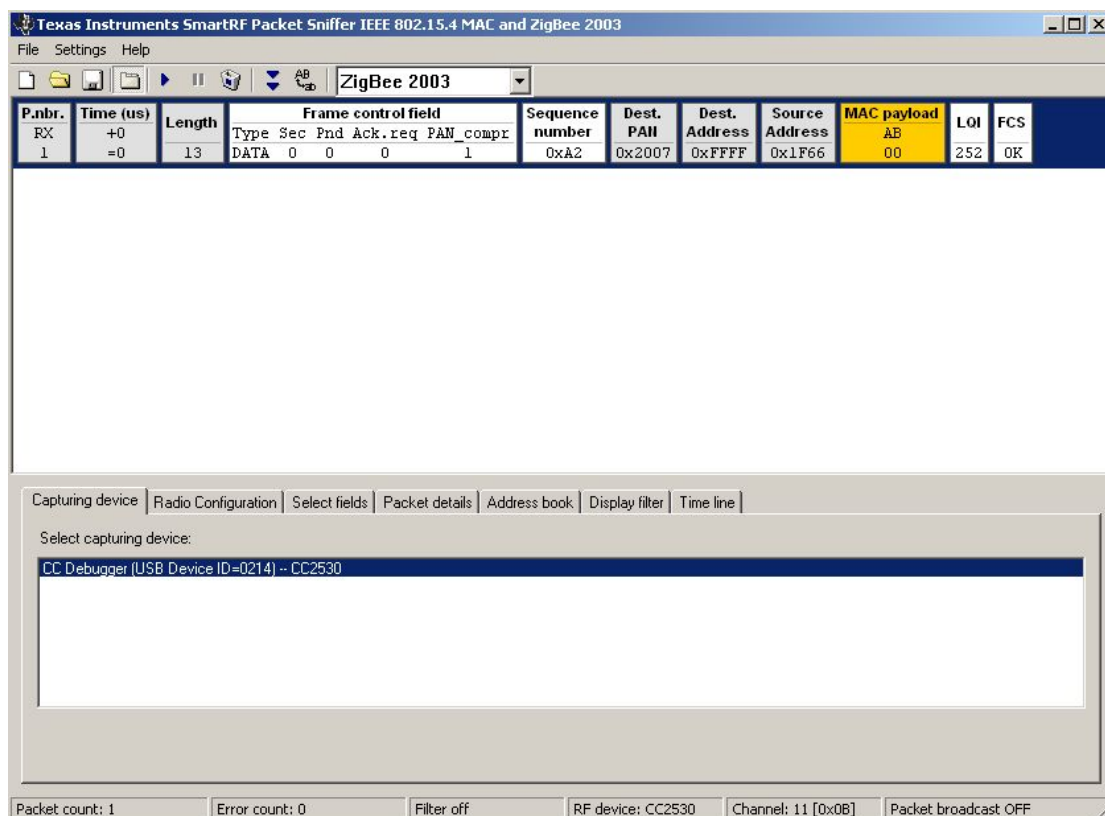 Texas Instruments SmartRF Packet Sniffer IEEE 802.15.4 MAC and ZigBee 2003
File Settings Help
ZigBee 2003
P.nbr. Time (us) Length Frame control field Sequence number Dest. PAN Dest. Address Source Address MAC payload LQI FCS
RX +0 Type Sec Pnd Ack.req PAN_compr AB
1 =0 13 DATA 0 0 0 1 0xA2 0x2007 0xFFFF 0x1F66 00 252 OK
Capturing device Radio Configuration Select fields Packet details Address book Display filter Time line
Select capturing device:
CC Debugger (USB Device ID=0214) -- CC2530
Packet count: 1 Error count: 0 Filter off RF device: CC2530 Channel: 11 [0x0B] Packet broadcast OFF